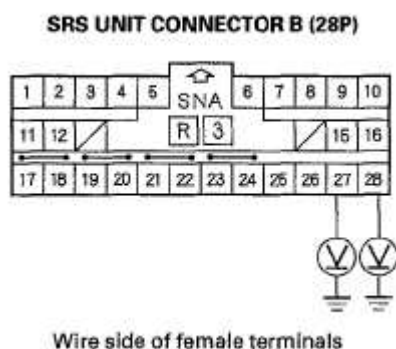 SRS UNIT CONNECTOR B (28P)
1 2 3 4 5 6 7 8 9 10
SNA
11 12 R 3 15 16
17 18 19 20 21 22 23 24 25 26 27 28
V V
Wire side of female terminals